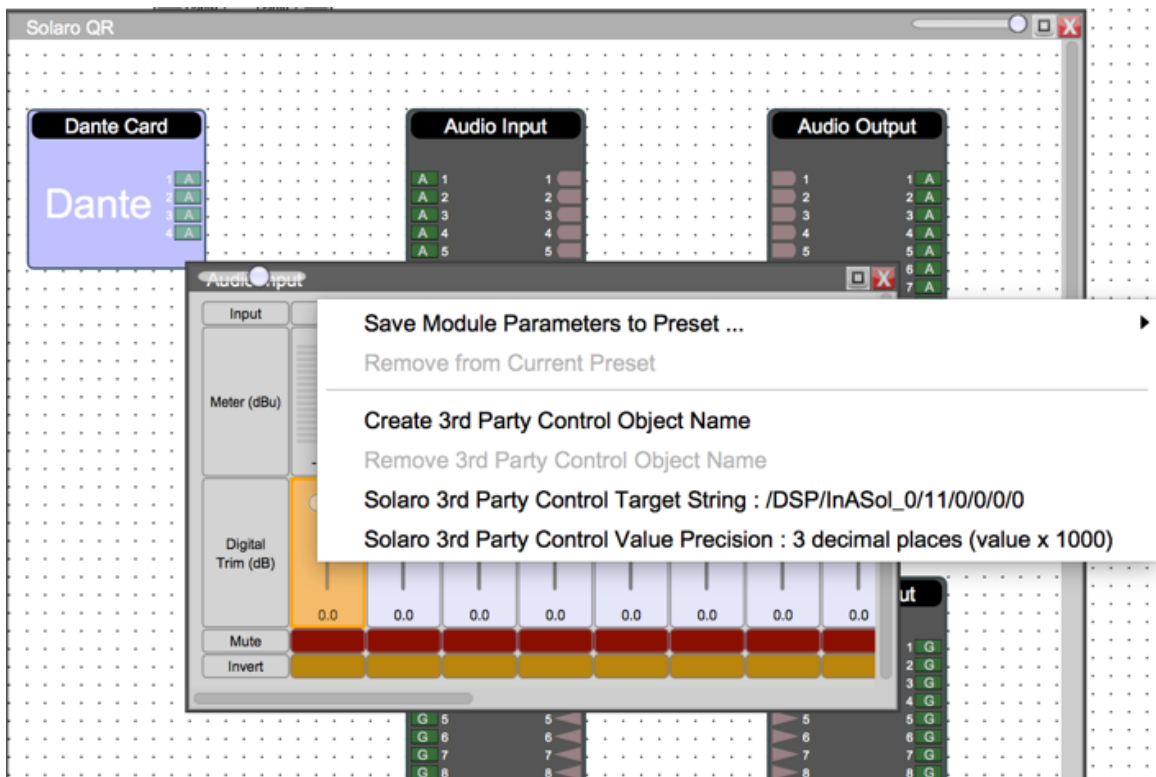 Solaro QR
X
Dante Card
Dante
1 A
2 A
3 A
4 A
Audio Input
A 1 1
A 2 2
A 3 3
A 4 4
A 5 5
Audio Output
1 1 A
2 2 A
3 3 A
4 4 A
5 5 A
6 A
7 A
X
Input
Meter (dBu)
Digital
Trim (dB)
0.0 0.0 0.0 0.0 0.0 0.0 0.0 0.0
Mute
Invert
Save Module Parameters to Preset ...
Remove from Current Preset
Create 3rd Party Control Object Name
Remove 3rd Party Control Object Name
Solaro 3rd Party Control Target String : /DSP/InASol_0/11/0/0/0/0
Solaro 3rd Party Control Value Precision : 3 decimal places (value x 1000)
ut
1 G
2 G
3 G
4 G
G 5 5 5 5 G
G 6 6 6 6 G
G 7 7 7 7 G
G 8 8 8 8 G